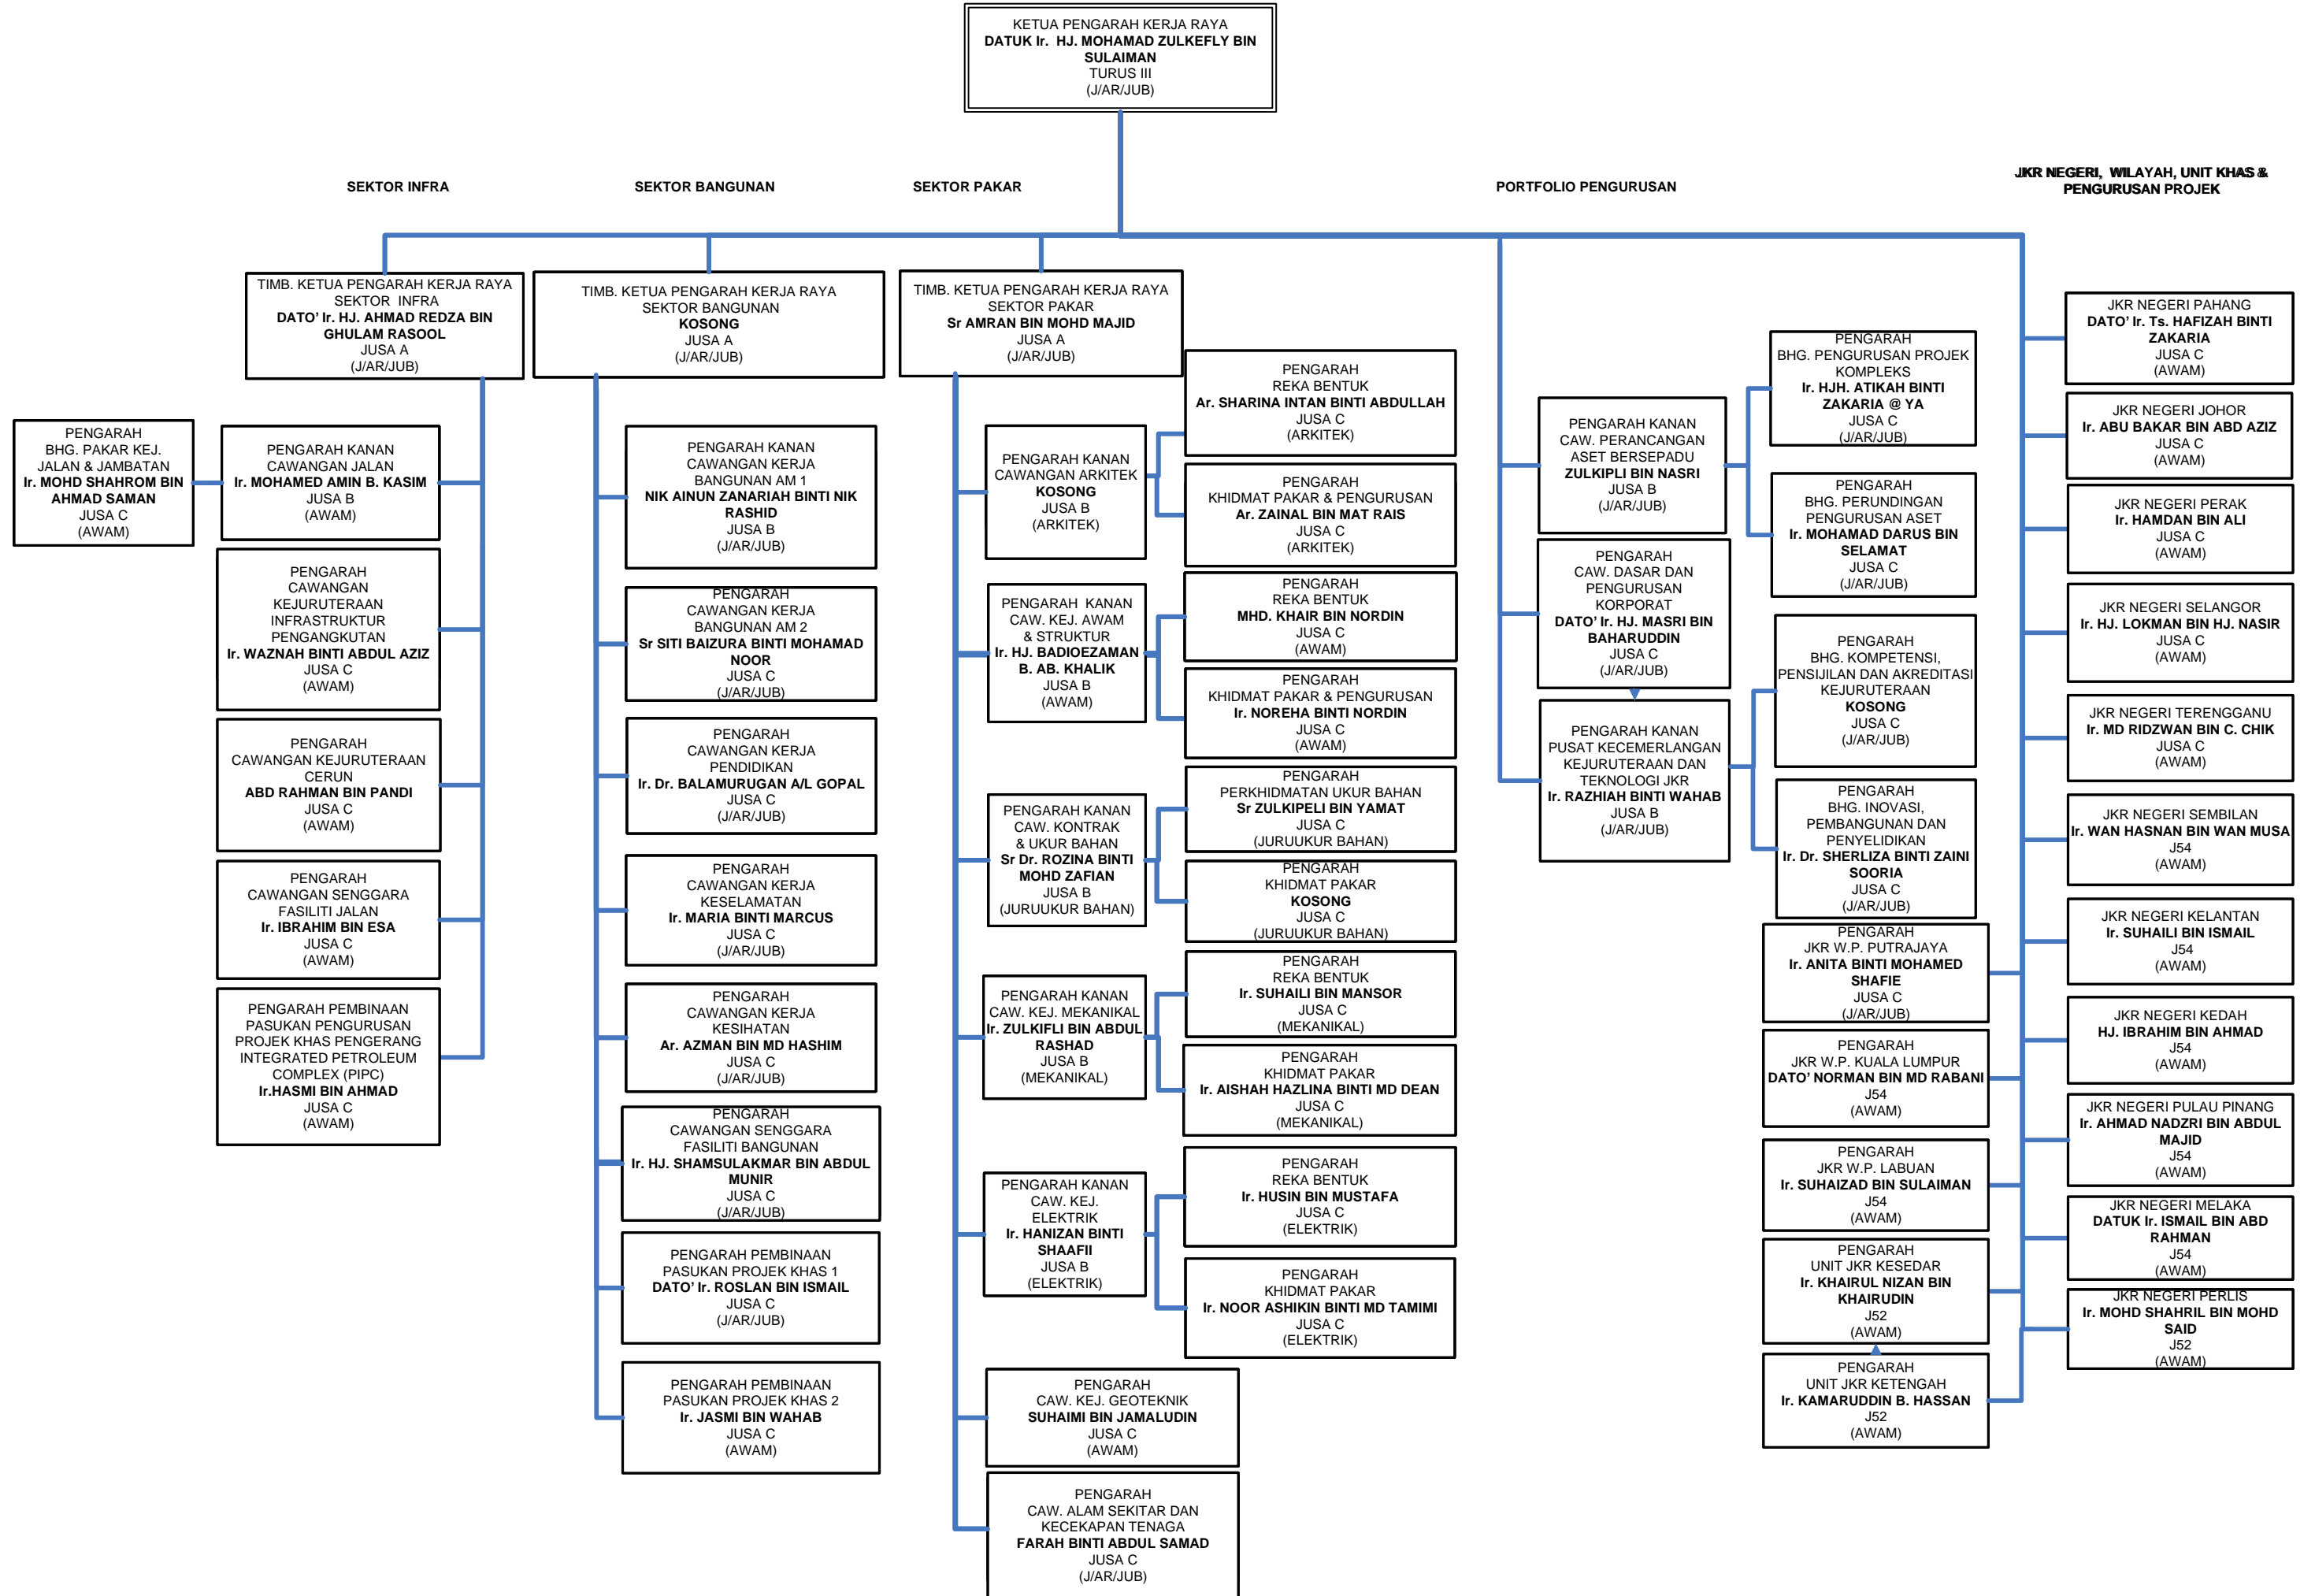 KETUA PENGARAH KERJA RAYA
DATUK Ir. HJ. MOHAMAD ZULKEFLY BIN
SULAIMAN
TURUS III
(J/AR/JUB)
SEKTOR INFRA
SEKTOR BANGUNAN
SEKTOR PAKAR
PORTFOLIO PENGURUSAN
JKR NEGERI, WILAYAH, UNIT KHAS &
PENGURUSAN PROJEK
TIMB. KETUA PENGARAH KERJA RAYA
SEKTOR INFRA
DATO' Ir. HJ. AHMAD REDZA BIN
GHULAM RASOOL
JUSA A
(J/AR/JUB)
PENGARAH
BHG. PAKAR KEJ.
JALAN & JAMBATAN
Ir. MOHD SHAHROM BIN
AHMAD SAMAN
JUSA C
(AWAM)
PENGARAH KANAN
CAWANGAN JALAN
Ir. MOHAMED AMIN B. KASIM
JUSA B
(AWAM)
PENGARAH
CAWANGAN
KEJURUTERAAN
INFRASTRUKTUR
PENGANGKUTAN
Ir. WAZNAH BINTI ABDUL AZIZ
JUSA C
(AWAM)
PENGARAH
CAWANGAN KEJURUTERAAN
CERUN
ABD RAHMAN BIN PANDI
JUSA C
(AWAM)
PENGARAH
CAWANGAN SENGGARA
FASILITI JALAN
Ir. IBRAHIM BIN ESA
JUSA C
(AWAM)
PENGARAH PEMBINAAN
PASUKAN PENGURUSAN
PROJEK KHAS PENGERANG
INTEGRATED PETROLEUM
COMPLEX (PIPC)
Ir.HASMI BIN AHMAD
JUSA C
(AWAM)
TIMB. KETUA PENGARAH KERJA RAYA
SEKTOR BANGUNAN
KOSONG
JUSA A
(J/AR/JUB)
PENGARAH KANAN
CAWANGAN KERJA
BANGUNAN AM 1
NIK AINUN ZANARIAH BINTI NIK
RASHID
JUSA B
(J/AR/JUB)
PENGARAH
CAWANGAN KERJA
BANGUNAN AM 2
Sr SITI BAIZURA BINTI MOHAMAD
NOOR
JUSA C
(J/AR/JUB)
PENGARAH
CAWANGAN KERJA
PENDIDIKAN
Ir. Dr. BALAMURUGAN A/L GOPAL
JUSA C
(J/AR/JUB)
PENGARAH
CAWANGAN KERJA
KESELAMATAN
Ir. MARIA BINTI MARCUS
JUSA C
(J/AR/JUB)
PENGARAH
CAWANGAN KERJA
KESIHATAN
Ar. AZMAN BIN MD HASHIM
JUSA C
(J/AR/JUB)
PENGARAH
CAWANGAN SENGGARA
FASILITI BANGUNAN
Ir. HJ. SHAMSULAKMAR BIN ABDUL
MUNIR
JUSA C
(J/AR/JUB)
PENGARAH PEMBINAAN
PASUKAN PROJEK KHAS 1
DATO' Ir. ROSLAN BIN ISMAIL
JUSA C
(J/AR/JUB)
PENGARAH PEMBINAAN
PASUKAN PROJEK KHAS 2
Ir. JASMI BIN WAHAB
JUSA C
(AWAM)
TIMB. KETUA PENGARAH KERJA RAYA
SEKTOR PAKAR
Sr AMRAN BIN MOHD MAJID
JUSA A
(J/AR/JUB)
PENGARAH KANAN
CAWANGAN ARKITEK
KOSONG
JUSA B
(ARKITEK)
PENGARAH
REKA BENTUK
Ar. SHARINA INTAN BINTI ABDULLAH
JUSA C
(ARKITEK)
PENGARAH
KHIDMAT PAKAR & PENGURUSAN
Ar. ZAINAL BIN MAT RAIS
JUSA C
(ARKITEK)
PENGARAH KANAN
CAW. KEJ. AWAM
& STRUKTUR
Ir. HJ. BADIOEZAMAN
B. AB. KHALIK
JUSA B
(AWAM)
PENGARAH
REKA BENTUK
MHD. KHAIR BIN NORDIN
JUSA C
(AWAM)
PENGARAH
KHIDMAT PAKAR & PENGURUSAN
Ir. NOREHA BINTI NORDIN
JUSA C
(AWAM)
PENGARAH KANAN
CAW. KONTRAK
& UKUR BAHAN
Sr Dr. ROZINA BINTI
MOHD ZAFIAN
JUSA B
(JURUUKUR BAHAN)
PENGARAH
PERKHIDMATAN UKUR BAHAN
Sr ZULKIPELI BIN YAMAT
JUSA C
(JURUUKUR BAHAN)
PENGARAH
KHIDMAT PAKAR
KOSONG
JUSA C
(JURUUKUR BAHAN)
PENGARAH KANAN
CAW. KEJ. MEKANIKAL
Ir. ZULKIFLI BIN ABDUL
RASHAD
JUSA B
(MEKANIKAL)
PENGARAH
REKA BENTUK
Ir. SUHAILI BIN MANSOR
JUSA C
(MEKANIKAL)
PENGARAH
KHIDMAT PAKAR
Ir. AISHAH HAZLINA BINTI MD DEAN
JUSA C
(MEKANIKAL)
PENGARAH KANAN
CAW. KEJ.
ELEKTRIK
Ir. HANIZAN BINTI
SHAAFII
JUSA B
(ELEKTRIK)
PENGARAH
REKA BENTUK
Ir. HUSIN BIN MUSTAFA
JUSA C
(ELEKTRIK)
PENGARAH
KHIDMAT PAKAR
Ir. NOOR ASHIKIN BINTI MD TAMIMI
JUSA C
(ELEKTRIK)
PENGARAH
CAW. KEJ. GEOTEKNIK
SUHAIMI BIN JAMALUDIN
JUSA C
(AWAM)
PENGARAH
CAW. ALAM SEKITAR DAN
KECEKAPAN TENAGA
FARAH BINTI ABDUL SAMAD
JUSA C
(J/AR/JUB)
PENGARAH KANAN
CAW. PERANCANGAN
ASET BERSEPADU
ZULKIPLI BIN NASRI
JUSA B
(J/AR/JUB)
PENGARAH
BHG. PENGURUSAN PROJEK
KOMPLEKS
Ir. HJH. ATIKAH BINTI
ZAKARIA @ YA
JUSA C
(J/AR/JUB)
PENGARAH
BHG. PERUNDINGAN
PENGURUSAN ASET
Ir. MOHAMAD DARUS BIN
SELAMAT
JUSA C
(J/AR/JUB)
PENGARAH
CAW. DASAR DAN
PENGURUSAN
KORPORAT
DATO' Ir. HJ. MASRI BIN
BAHARUDDIN
JUSA C
(J/AR/JUB)
PENGARAH KANAN
PUSAT KECEMERLANGAN
KEJURUTERAAN DAN
TEKNOLOGI JKR
Ir. RAZHIAH BINTI WAHAB
JUSA B
(J/AR/JUB)
PENGARAH
BHG. KOMPETENSI,
PENSIJILAN DAN AKREDITASI
KEJURUTERAAN
KOSONG
JUSA C
(J/AR/JUB)
PENGARAH
BHG. INOVASI,
PEMBANGUNAN DAN
PENYELIDIKAN
Ir. Dr. SHERLIZA BINTI ZAINI
SOORIA
JUSA C
(J/AR/JUB)
PENGARAH
JKR W.P. PUTRAJAYA
Ir. ANITA BINTI MOHAMED
SHAFIE
JUSA C
(J/AR/JUB)
PENGARAH
JKR W.P. KUALA LUMPUR
DATO' NORMAN BIN MD RABANI
J54
(AWAM)
PENGARAH
JKR W.P. LABUAN
Ir. SUHAIZAD BIN SULAIMAN
J54
(AWAM)
PENGARAH
UNIT JKR KESEDAR
Ir. KHAIRUL NIZAN BIN
KHAIRUDIN
J52
(AWAM)
PENGARAH
UNIT JKR KETENGAH
Ir. KAMARUDDIN B. HASSAN
J52
(AWAM)
JKR NEGERI PAHANG
DATO' Ir. Ts. HAFIZAH BINTI
ZAKARIA
JUSA C
(AWAM)
JKR NEGERI JOHOR
Ir. ABU BAKAR BIN ABD AZIZ
JUSA C
(AWAM)
JKR NEGERI PERAK
Ir. HAMDAN BIN ALI
JUSA C
(AWAM)
JKR NEGERI SELANGOR
Ir. HJ. LOKMAN BIN HJ. NASIR
JUSA C
(AWAM)
JKR NEGERI TERENGGANU
Ir. MD RIDZWAN BIN C. CHIK
JUSA C
(AWAM)
JKR NEGERI SEMBILAN
Ir. WAN HASNAN BIN WAN MUSA
J54
(AWAM)
JKR NEGERI KELANTAN
Ir. SUHAILI BIN ISMAIL
J54
(AWAM)
JKR NEGERI KEDAH
HJ. IBRAHIM BIN AHMAD
J54
(AWAM)
JKR NEGERI PULAU PINANG
Ir. AHMAD NADZRI BIN ABDUL
MAJID
J54
(AWAM)
JKR NEGERI MELAKA
DATUK Ir. ISMAIL BIN ABD
RAHMAN
J54
(AWAM)
JKR NEGERI PERLIS
Ir. MOHD SHAHRIL BIN MOHD
SAID
J52
(AWAM)